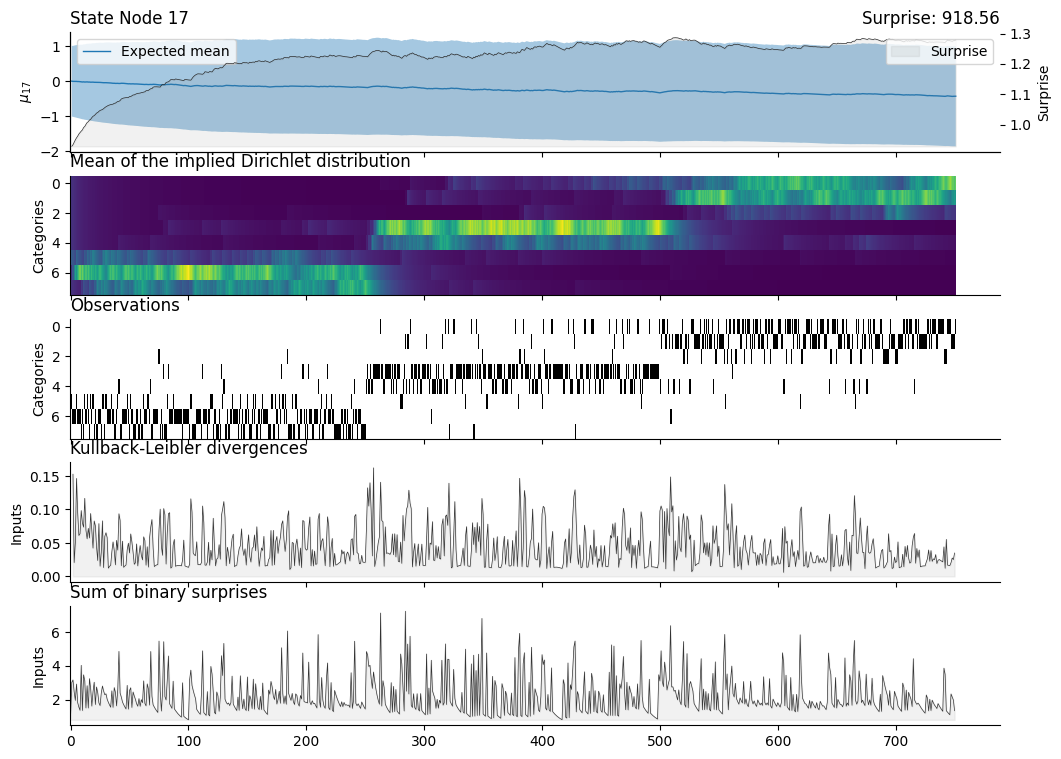 State Node 17 Surprise: 918.56
1 1.3
Expected mean Surprise
0 1.2
μ17 Surprise
−1 1.1
−2 1.0
Mean of the implied Dirichlet distribution
0
2
4
6
Categories
Observations
0
2
4
6
Categories
Kullback-Leibler divergences
0.15
0.10
0.05
0.00
Inputs
Sum of binary surprises
6
4
2
Inputs
0 100 200 300 400 500 600 700